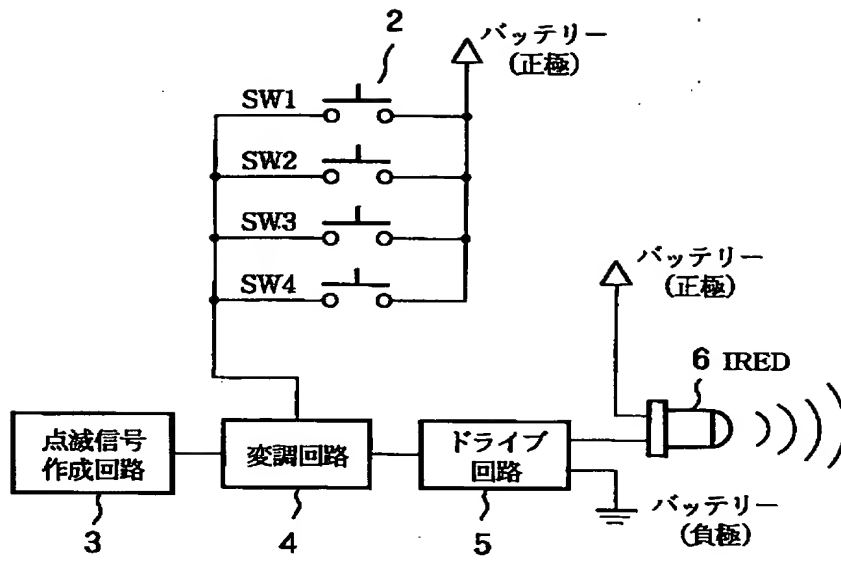 2
バッテリー
(正極)
SW1
SW2
SW3
SW4
バッテリー
(正極)
6 IRED
点滅信号
作成回路
変調回路
ドライブ
回路
バッテリー
(負極)
3
4
5